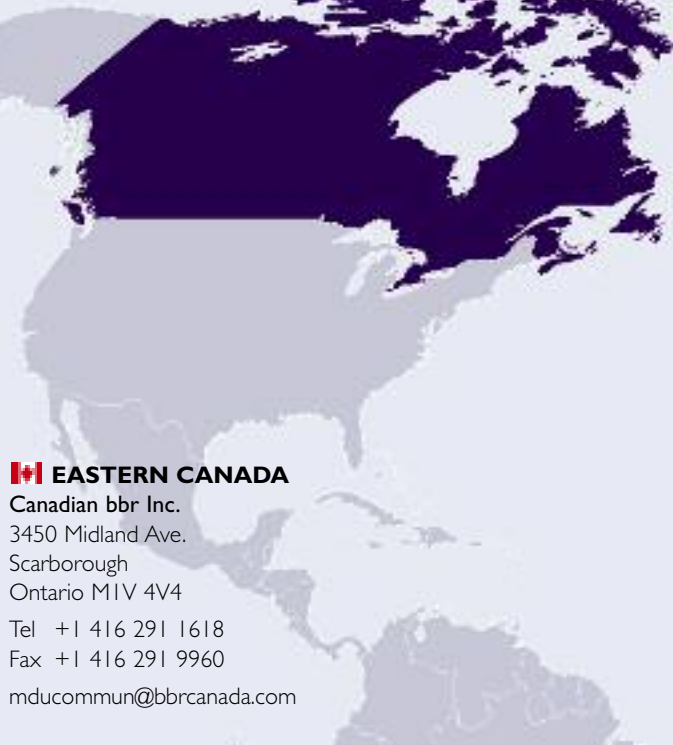 EASTERN CANADA
Canadian bbr Inc.
3450 Midland Ave.
Scarborough
Ontario M1V 4V4
Tel +1 416 291 1618
Fax +1 416 291 9960
mducommun@bbrcanada.com